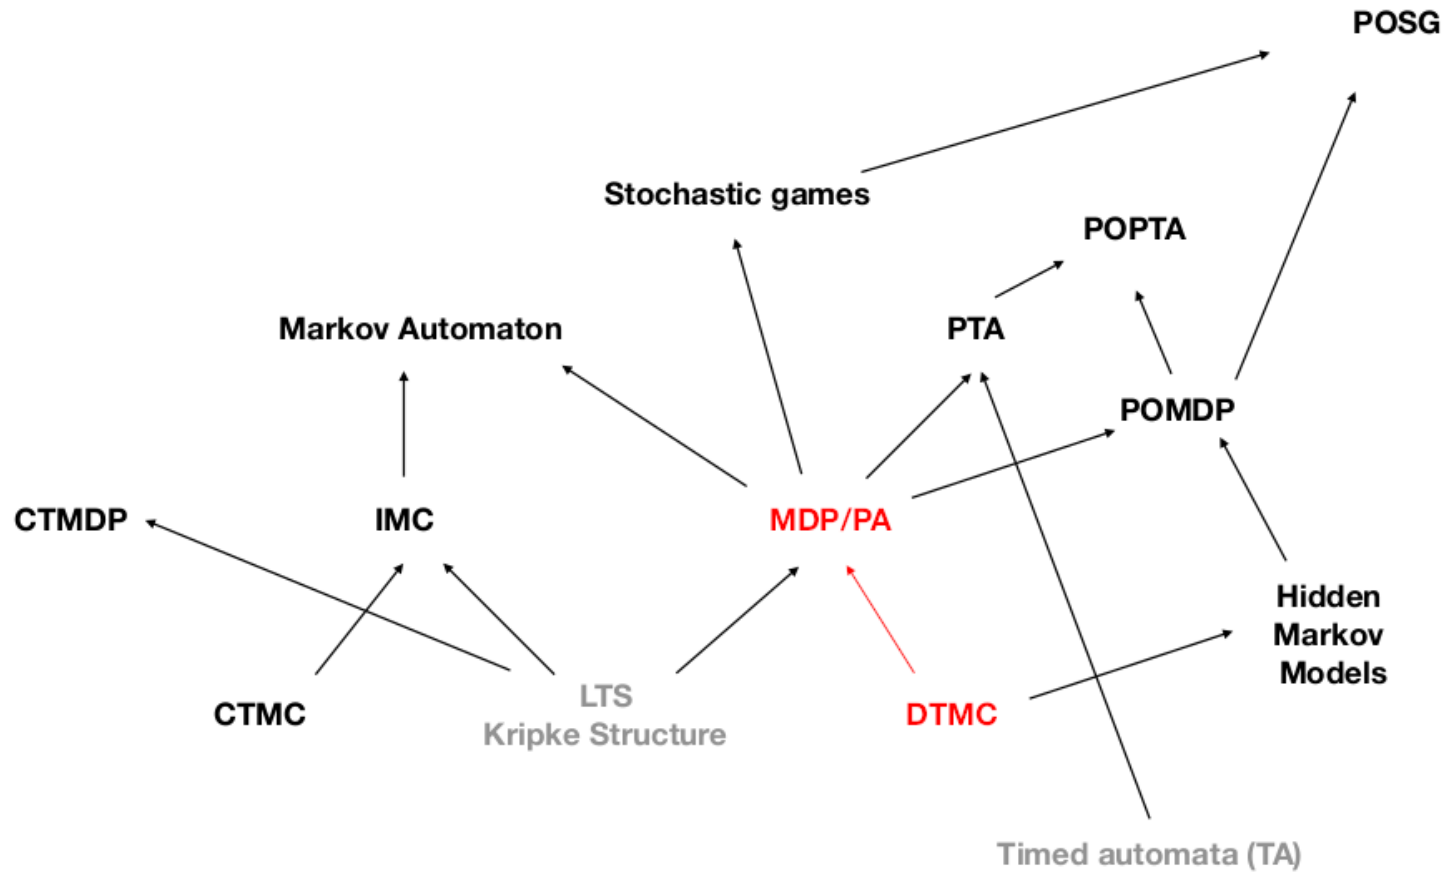 POSG
Stochastic games
POPTA
Markov Automaton
PTA
POMDP
CTMDP
IMC
MDP/PA
Hidden
Markov
Models
CTMC
LTS
Kripke Structure
DTMC
Timed automata (TA)